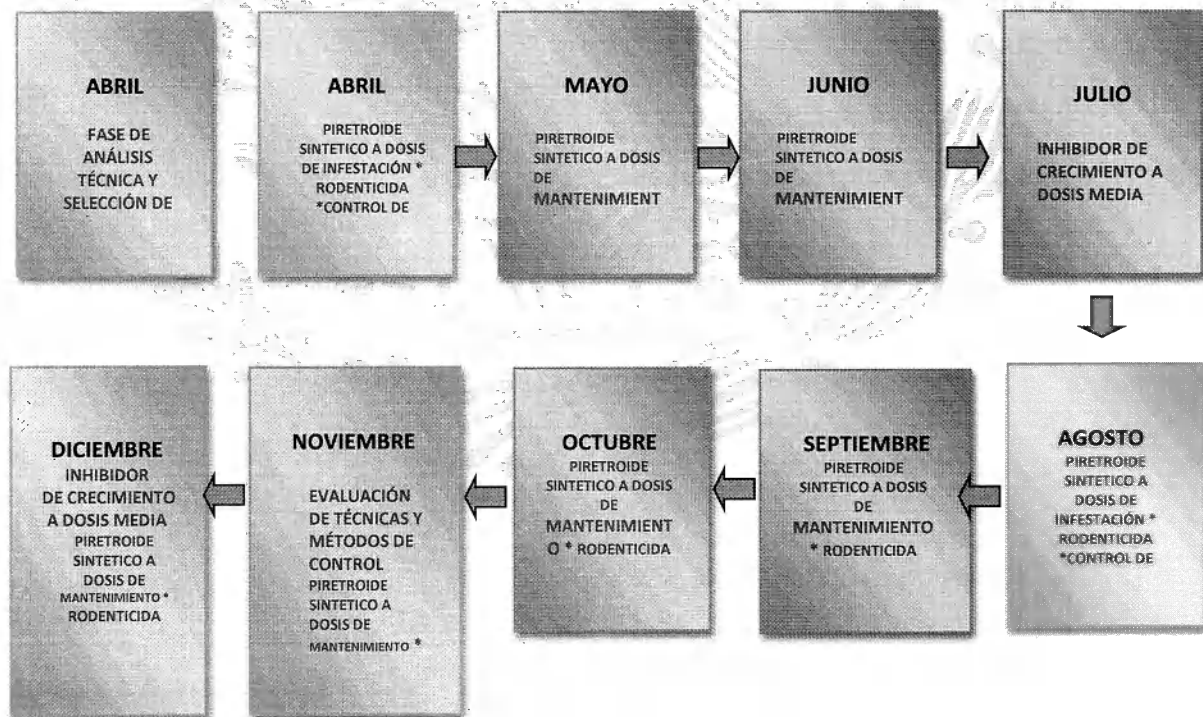 ABRIL
FASE DE
ANÁLISIS
TÉCNICA Y
SELECCIÓN DE
ABRIL
PIRETROIDE
SINTETICO A DOSIS
DE INFESTACIÓN *
RODENTICIDA
*CONTROL DE
MAYO
PIRETROIDE
SINTETICO A DOSIS
DE
MANTENIMIENT
JUNIO
PIRETROIDE
SINTETICO A DOSIS
DE
MANTENIMIENT
JULIO
INHIBIDOR DE
CRECIMIENTO A
DOSIS MEDIA
AGOSTO
PIRETROIDE
SINTETICO A
DOSIS DE
INFESTACIÓN *
RODENTICIDA
*CONTROL DE
SEPTIEMBRE
PIRETROIDE
SINTETICO A DOSIS
DE
MANTENIMIENTO
* RODENTICIDA
OCTUBRE
PIRETROIDE
SINTETICO A DOSIS
DE
MANTENIMIENT
O * RODENTICIDA
NOVIEMBRE
EVALUACIÓN
DE TÉCNICAS Y
MÉTODOS DE
CONTROL
PIRETROIDE
SINTETICO A
DOSIS DE
MANTENIMIENTO *
DICIEMBRE
INHIBIDOR
DE CRECIMIENTO
A DOSIS MEDIA
PIRETROIDE
SINTETICO A
DOSIS DE
MANTENIMIENTO *
RODENTICIDA